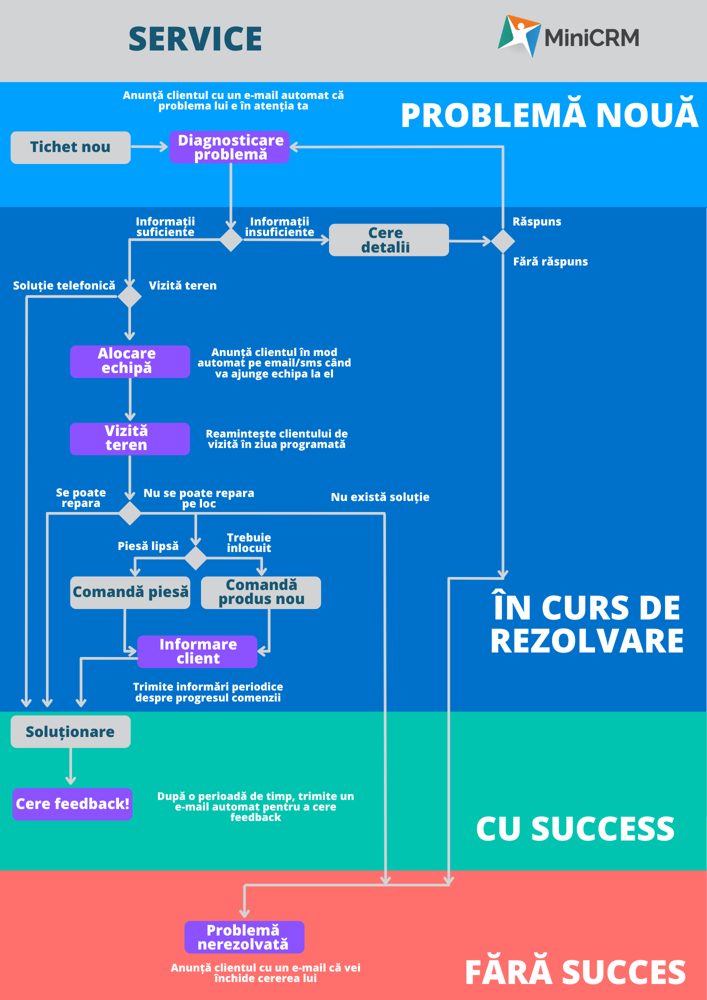 SERVICE
MiniCRM
Anunță clientul cu un e-mail automat că
problema lui e în atenția ta
PROBLEMĂ NOUĂ
Tichet nou
Diagnosticare
problemă
Informații
suficiente
Informații
insuficiente
Cere
detalii
Răspuns
Fără răspuns
Soluție telefonică
Vizită teren
Alocare
echipă
Anunță clientul în mod
automat pe email/sms când
va ajunge echipa la el
Vizită
teren
Reamintește clientului de
vizită în ziua programată
Se poate
repara
Nu se poate repara
pe loc
Nu există soluție
Piesă lipsă
Trebuie
inlocuit
Comandă piesă
Comandă
produs nou
ÎN CURS DE
REZOLVARE
Informare
client
Trimite informări periodice
despre progresul comenzii
Soluționare
Cere feedback!
După o perioadă de timp, trimite un
e-mail automat pentru a cere
feedback
CU SUCCESS
Problemă
nerezolvată
Anunță clientul cu un e-mail că vei
închide cererea lui
FĂRĂ SUCCES